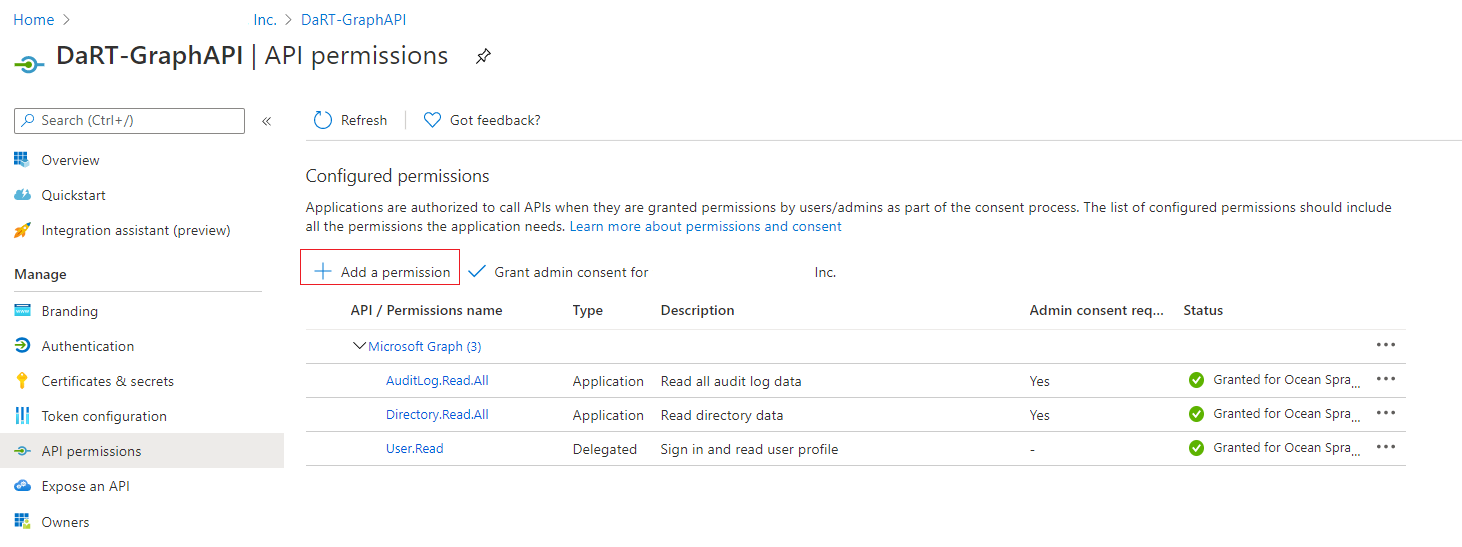 Home > Inc. > DaRT-GraphAPI
DaRT-GraphAPI | API permissions
Search (Ctrl+/)
«
Refresh
Got feedback?
Overview
Quickstart
Integration assistant (preview)
Manage
Branding
Authentication
Certificates & secrets
Token configuration
API permissions
Expose an API
Owners
Configured permissions
Applications are authorized to call APIs when they are granted permissions by users/admins as part of the consent process. The list of configured permissions should include
all the permissions the application needs. Learn more about permissions and consent
Add a permission Grant admin consent for Inc.
API / Permissions name Type Description Admin consent req... Status
Microsoft Graph (3) •••
AuditLog.Read.All Application Read all audit log data Yes Granted for Ocean Spra... •••
Directory.Read.All Application Read directory data Yes Granted for Ocean Spra... •••
User.Read Delegated Sign in and read user profile - Granted for Ocean Spra... •••